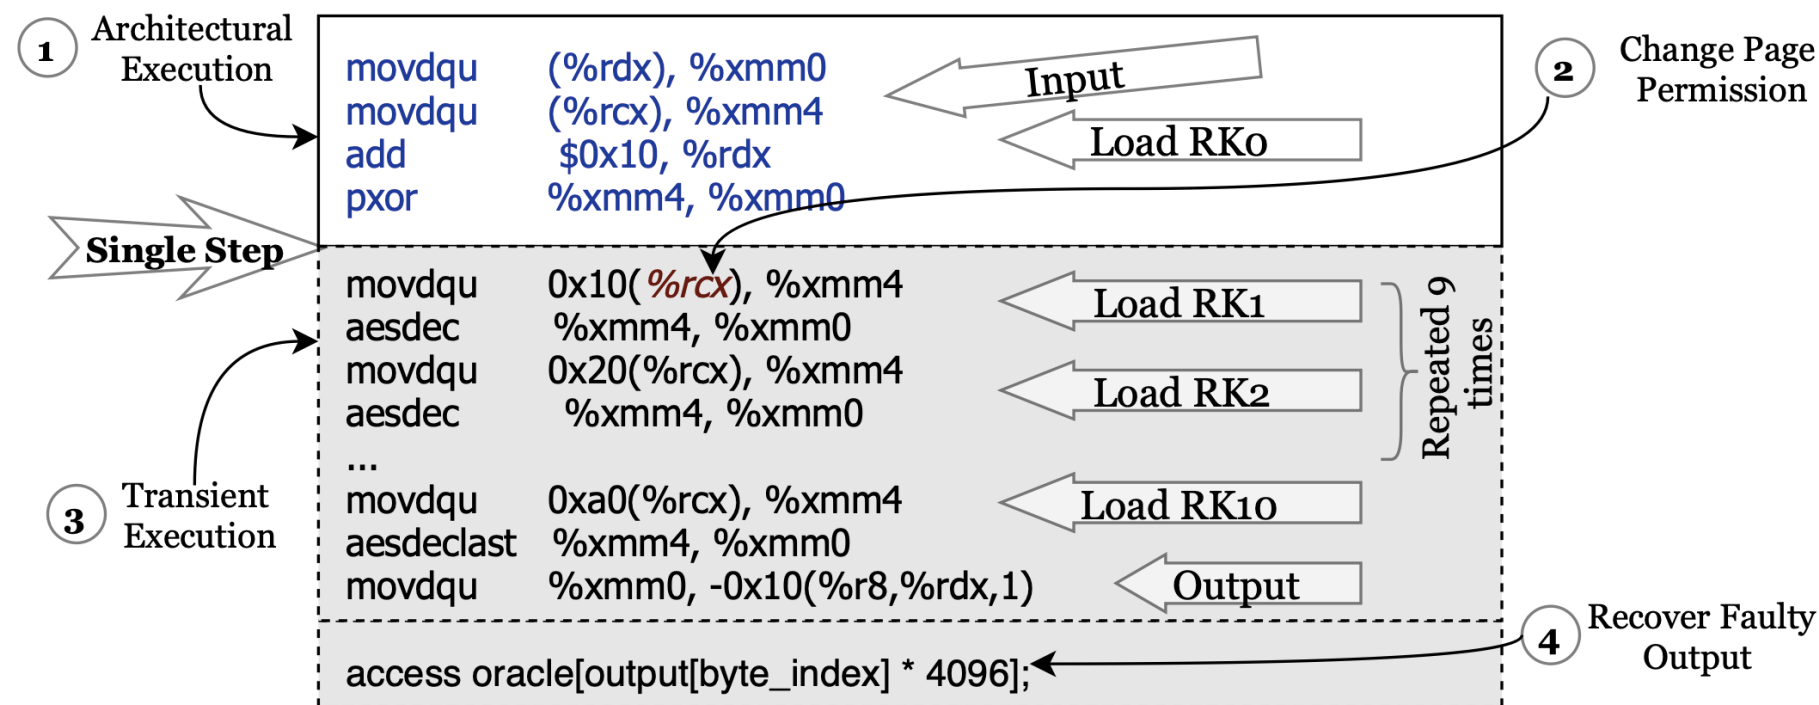 1 Architectural
Execution
movdqu (%rdx), %xmm0
movdqu (%rcx), %xmm4
add $0x10, %rdx
pxor %xmm4, %xmm0
Input
Load RK0
2 Change Page
Permission
Single Step
movdqu 0x10(%rcx), %xmm4
Load RK1
aesdec %xmm4, %xmm0
movdqu 0x20(%rcx), %xmm4
Load RK2
aesdec %xmm4, %xmm0
...
Repeated 9
times
3 Transient
Execution
movdqu 0xa0(%rcx), %xmm4
Load RK10
aesdeclast %xmm4, %xmm0
movdqu %xmm0, -0x10(%r8,%rdx,1)
Output
4 Recover Faulty
Output
access oracle[output[byte_index] * 4096];